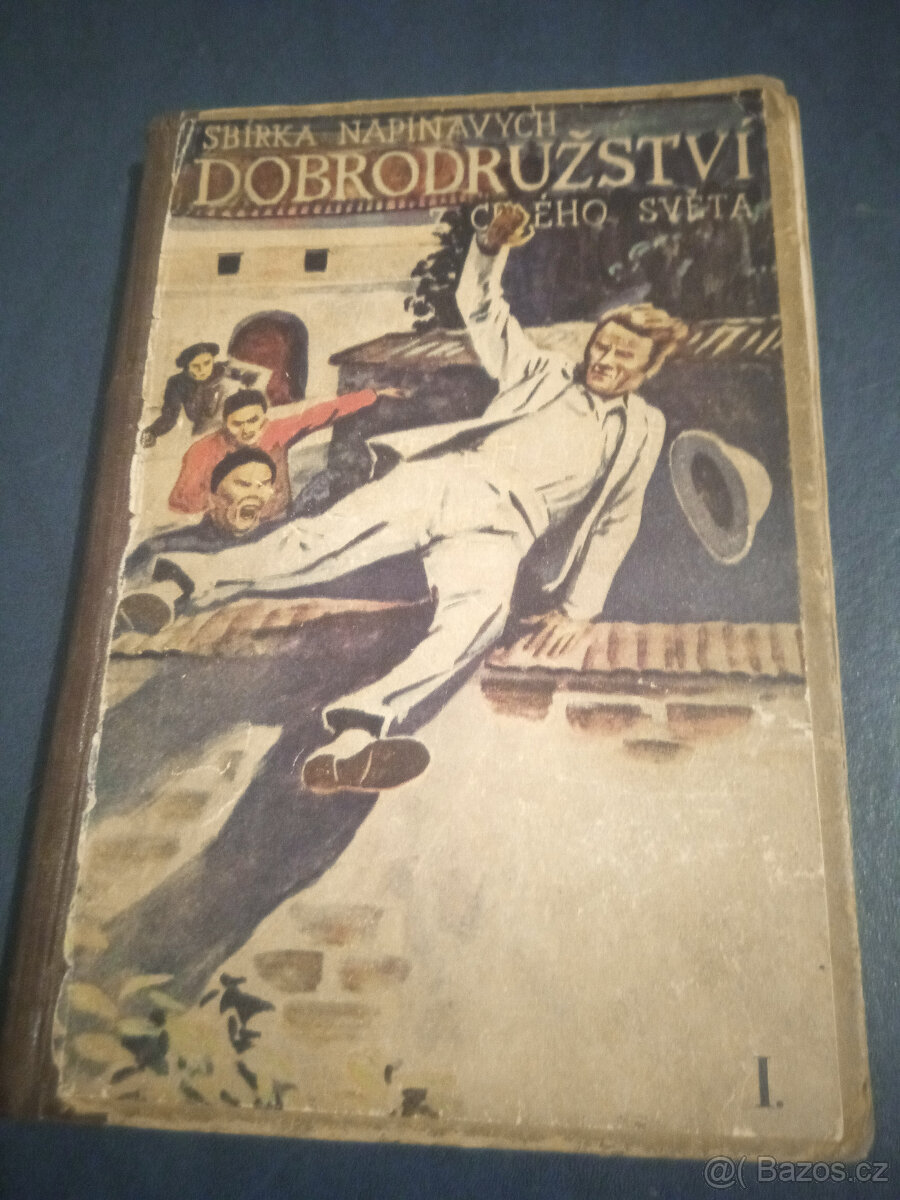 SBÍRKA NAPÍNAVÝCH
DOBRODRUŽSTVÍ
Z CELÉHO SVĚTA
I.
@( Bazos.cz